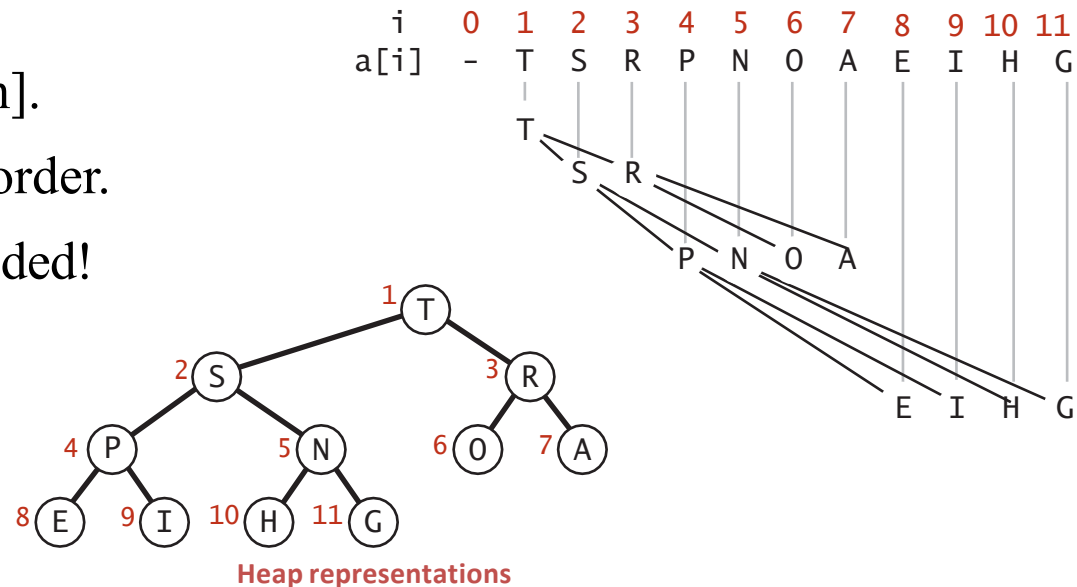 i 0 1 2 3 4 5 6 7 8 9 10 11
a[i] - T S R P N O A E I H G
n].
order.
ded!
T
S R
P N O A
E I H G
1 T
2 S 3 R
4 P 5 N 6 O 7 A
8 E 9 I 10 H 11 G
Heap representations